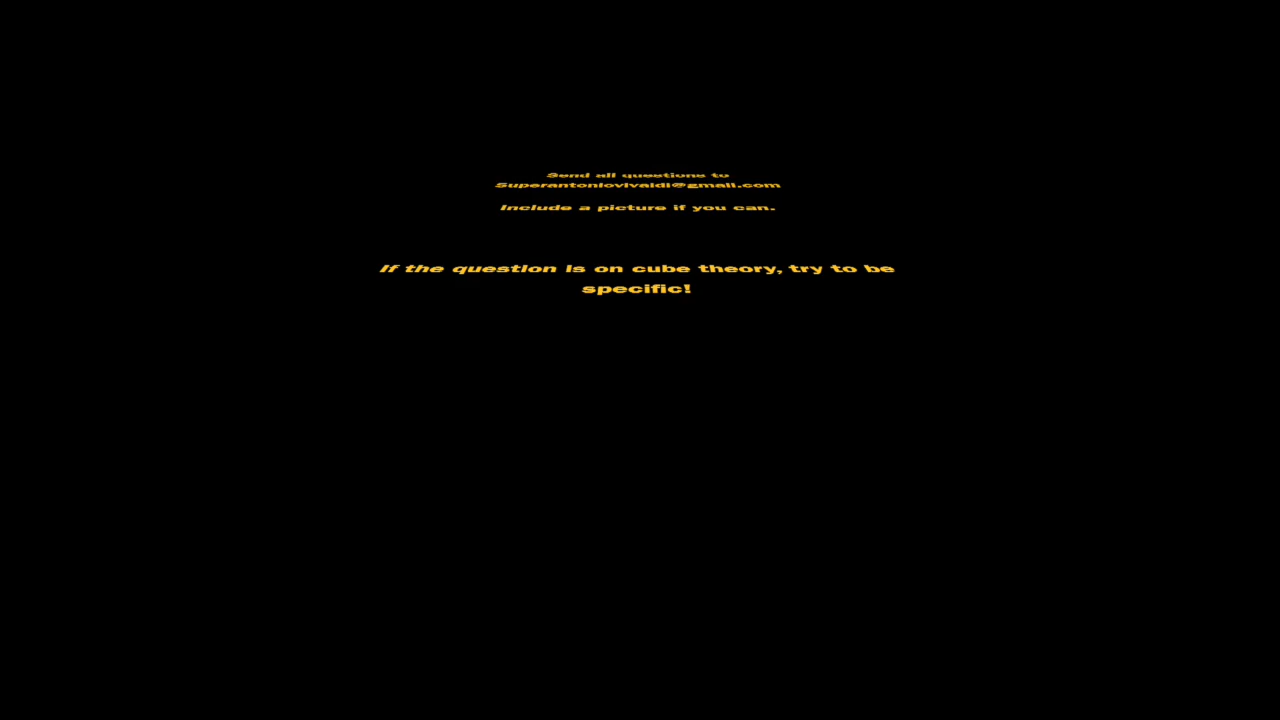 Send all questions to
Superantoniovivaldi@gmail.com
Include a picture if you can.
If the question is on cube theory, try to be
specific!